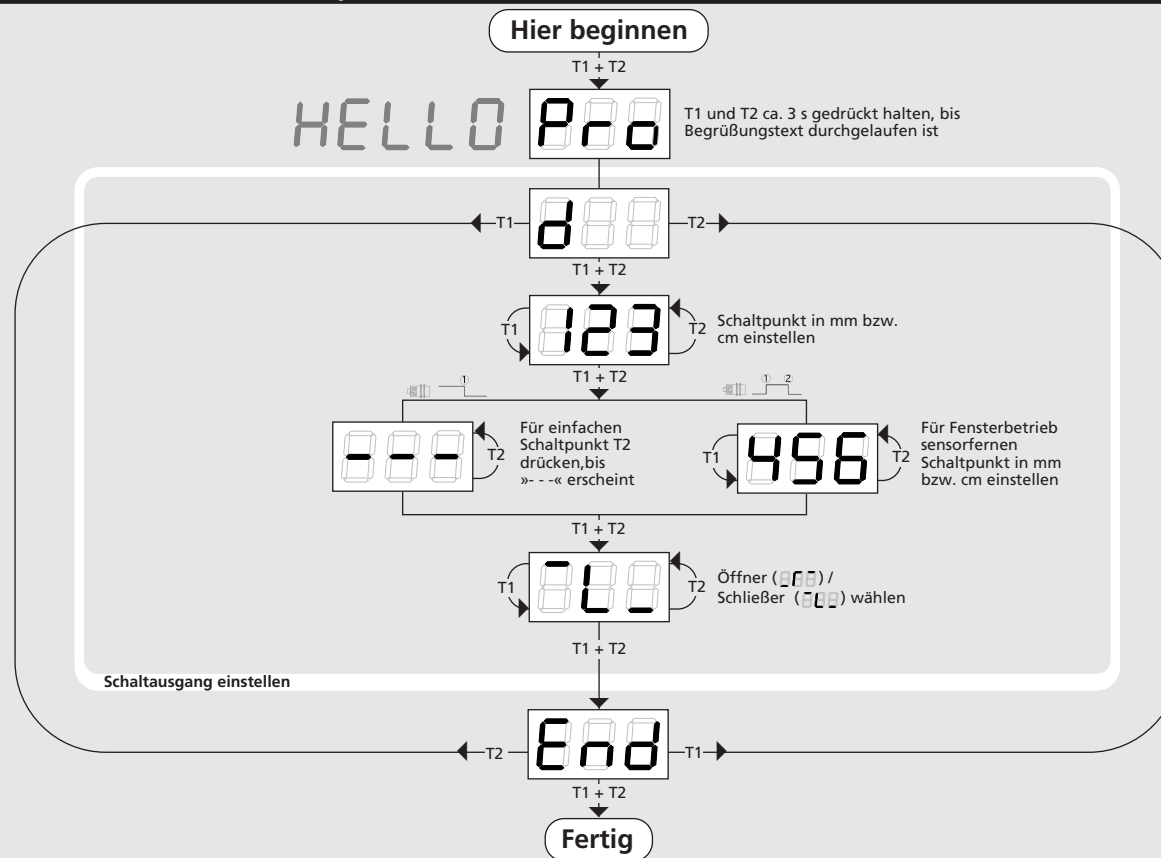 Hier beginnen
T1 + T2
HELLO
Pro
T1 und T2 ca. 3 s gedrückt halten, bis
Begrüßungstext durchgelaufen ist
T1
d
T2
T1 + T2
T1
123
T2
Schaltpunkt in mm bzw.
cm einstellen
T1 + T2
1
1 2
- - -
T2
Für einfachen
Schaltpunkt T2
drücken,bis
»- - -« erscheint
T1
456
T2
Für Fensterbetrieb
sensorfernen
Schaltpunkt in mm
bzw. cm einstellen
T1 + T2
T1
T2
Öffner ( ) /
Schließer ( ) wählen
T1 + T2
Schaltausgang einstellen
T2
End
T1
T1 + T2
Fertig